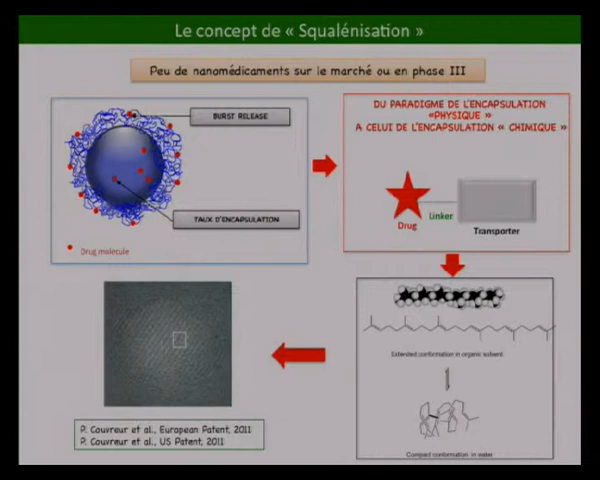 Le concept de « Squalénisation »
Peu de nanomédicaments sur le marché ou en phase III
BURST RELEASE
TAUX D'ENCAPSULATION
Drug molecule
DU PARADIGME DE L'ENCAPSULATION
«PHYSIQUE »
A CELUI DE L'ENCAPSULATION « CHIMIQUE »
Drug
Linker
Transporter
Extended conformation in organic solvent
Compact conformation in water
P. Couvreur et al., European Patent, 2011
P. Couvreur et al., US Patent, 2011